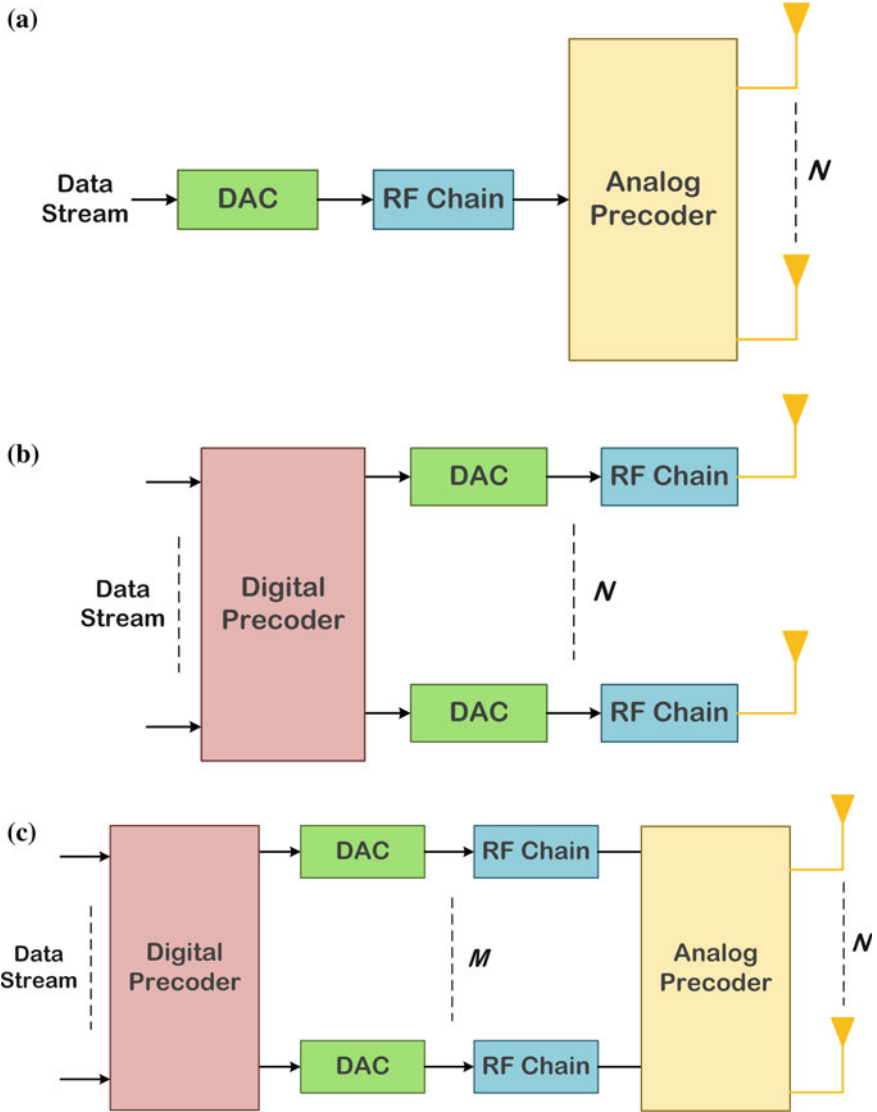 (a)
Data
Stream
DAC
RF Chain
Analog
Precoder
N
(b)
Data
Stream
Digital
Precoder
DAC
RF Chain
N
DAC
RF Chain
(c)
Data
Stream
Digital
Precoder
DAC
RF Chain
M
DAC
RF Chain
Analog
Precoder
N